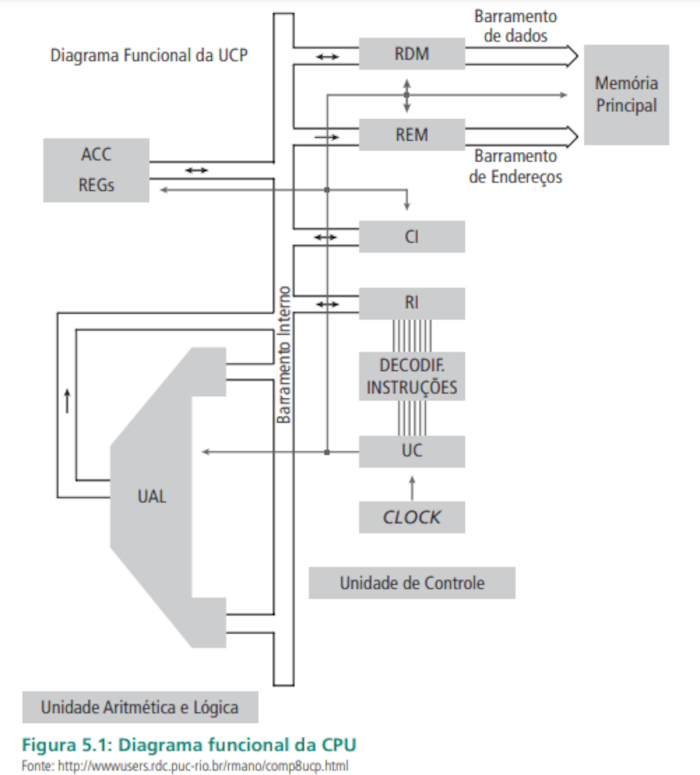 Barramento
de dados
Diagrama Funcional da UCP
RDM
Memória
Principal
REM
Barramento
de Endereços
ACC
REGs
CI
RI
Barramento Interno
DECODIF.
INSTRUÇÕES
UC
UAL
CLOCK
Unidade de Controle
Unidade Aritmética e Lógica
Figura 5.1: Diagrama funcional da CPU
Fonte: http://wwwusers.rdc.puc-rio.br/rmano/comp8ucp.html